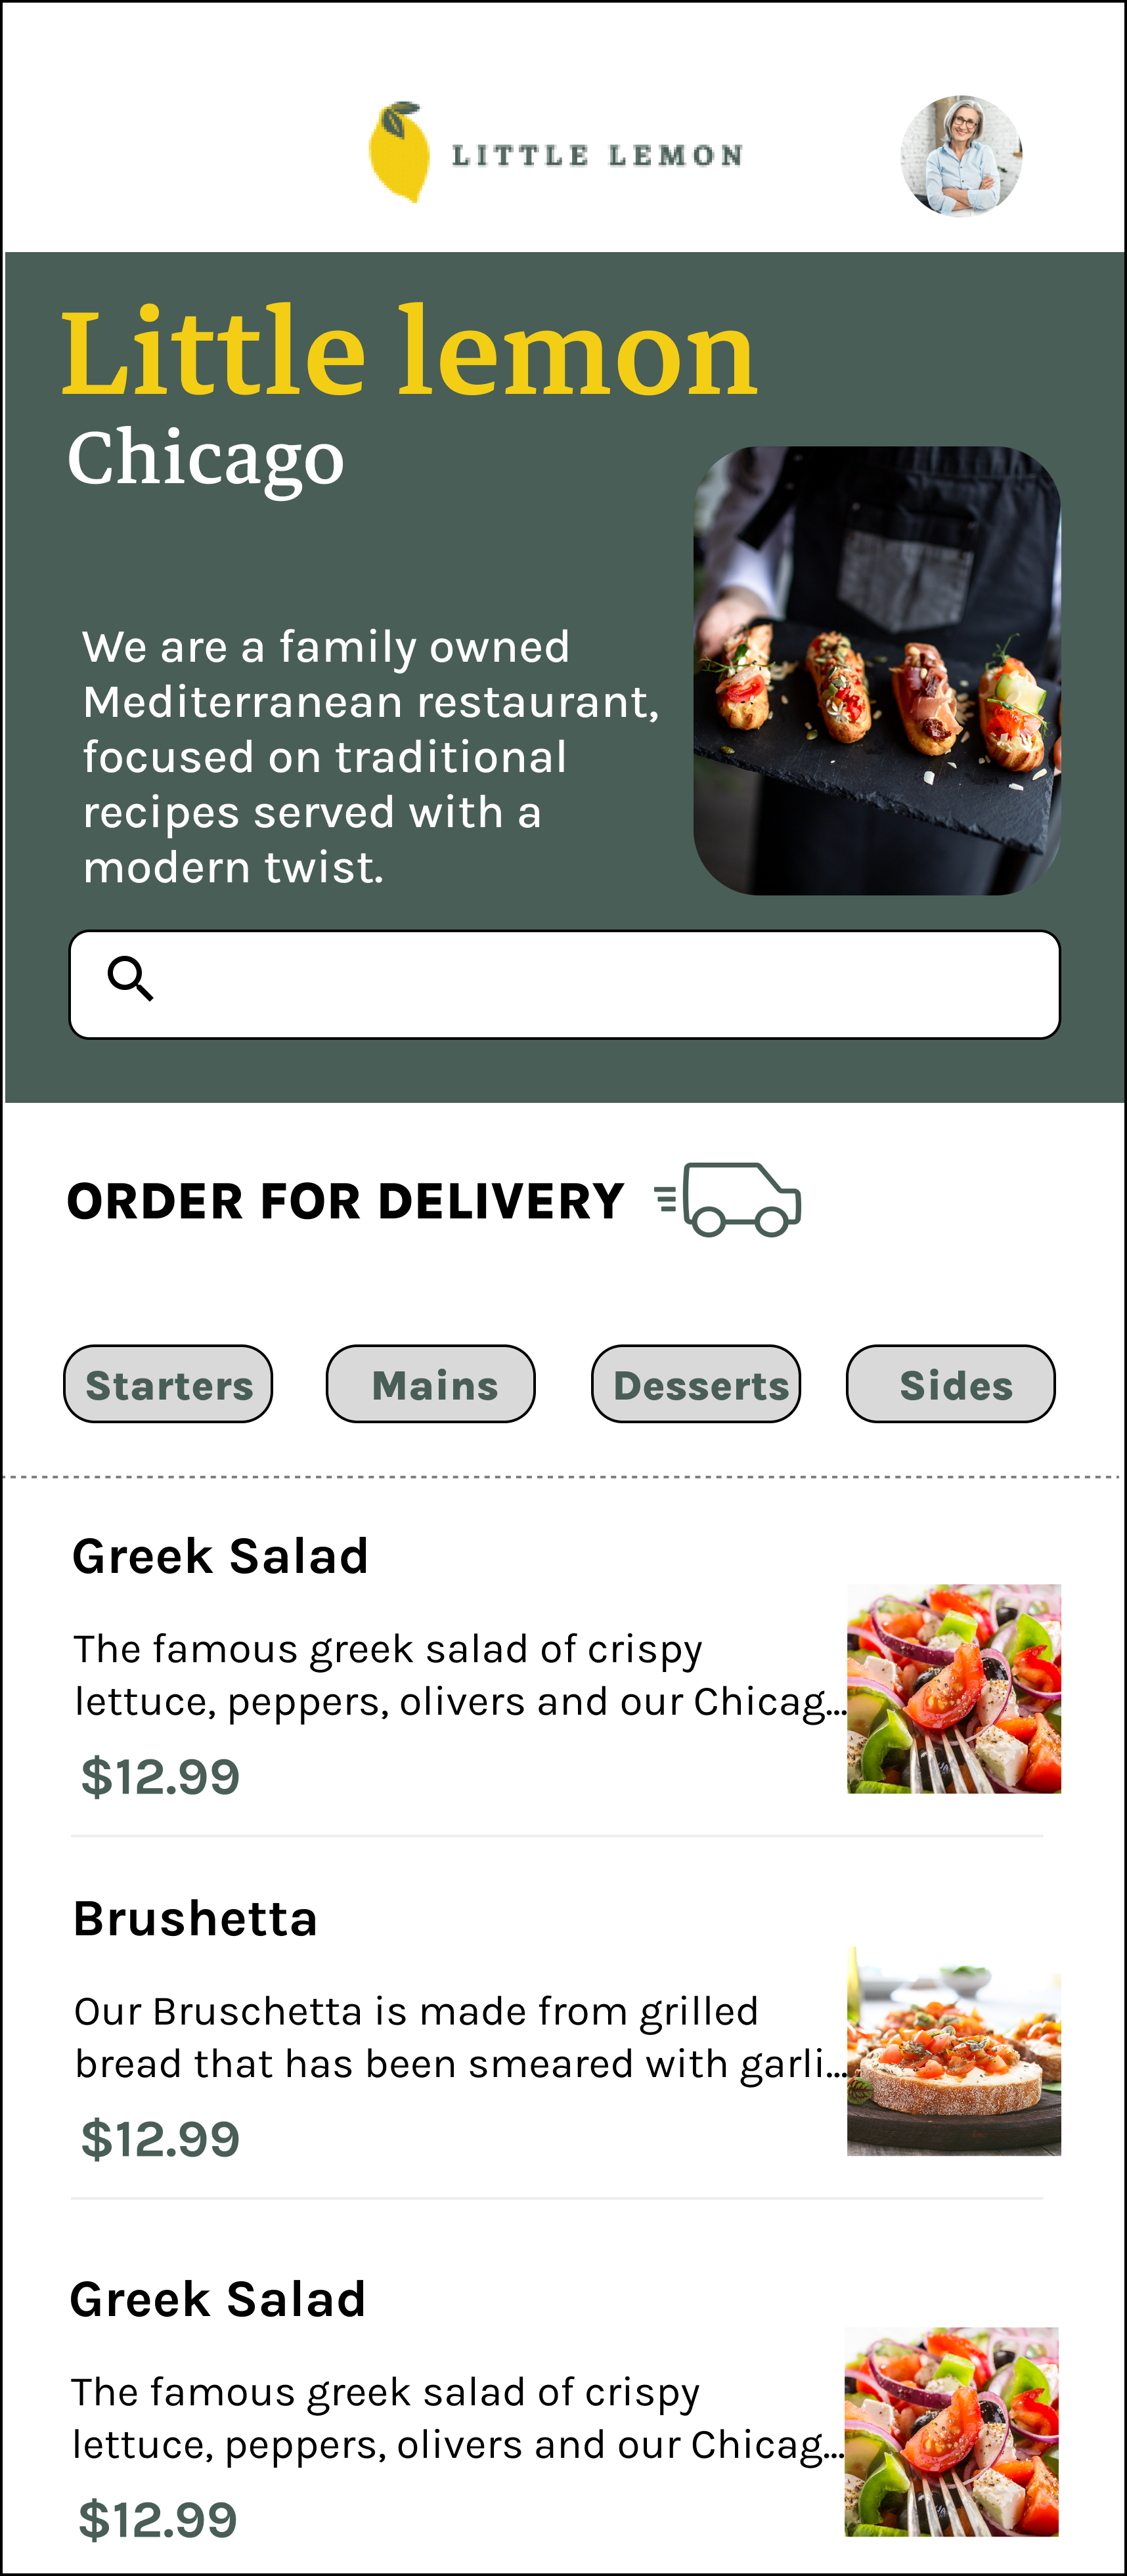 LITTLE LEMON
Little lemon
Chicago
We are a family owned
Mediterranean restaurant,
focused on traditional
recipes served with a
modern twist.
ORDER FOR DELIVERY
Starters Mains Desserts Sides
Greek Salad
The famous greek salad of crispy
lettuce, peppers, olivers and our Chicag...
$12.99
Brushetta
Our Bruschetta is made from grilled
bread that has been smeared with garli...
$12.99
Greek Salad
The famous greek salad of crispy
lettuce, peppers, olivers and our Chicag...
$12.99